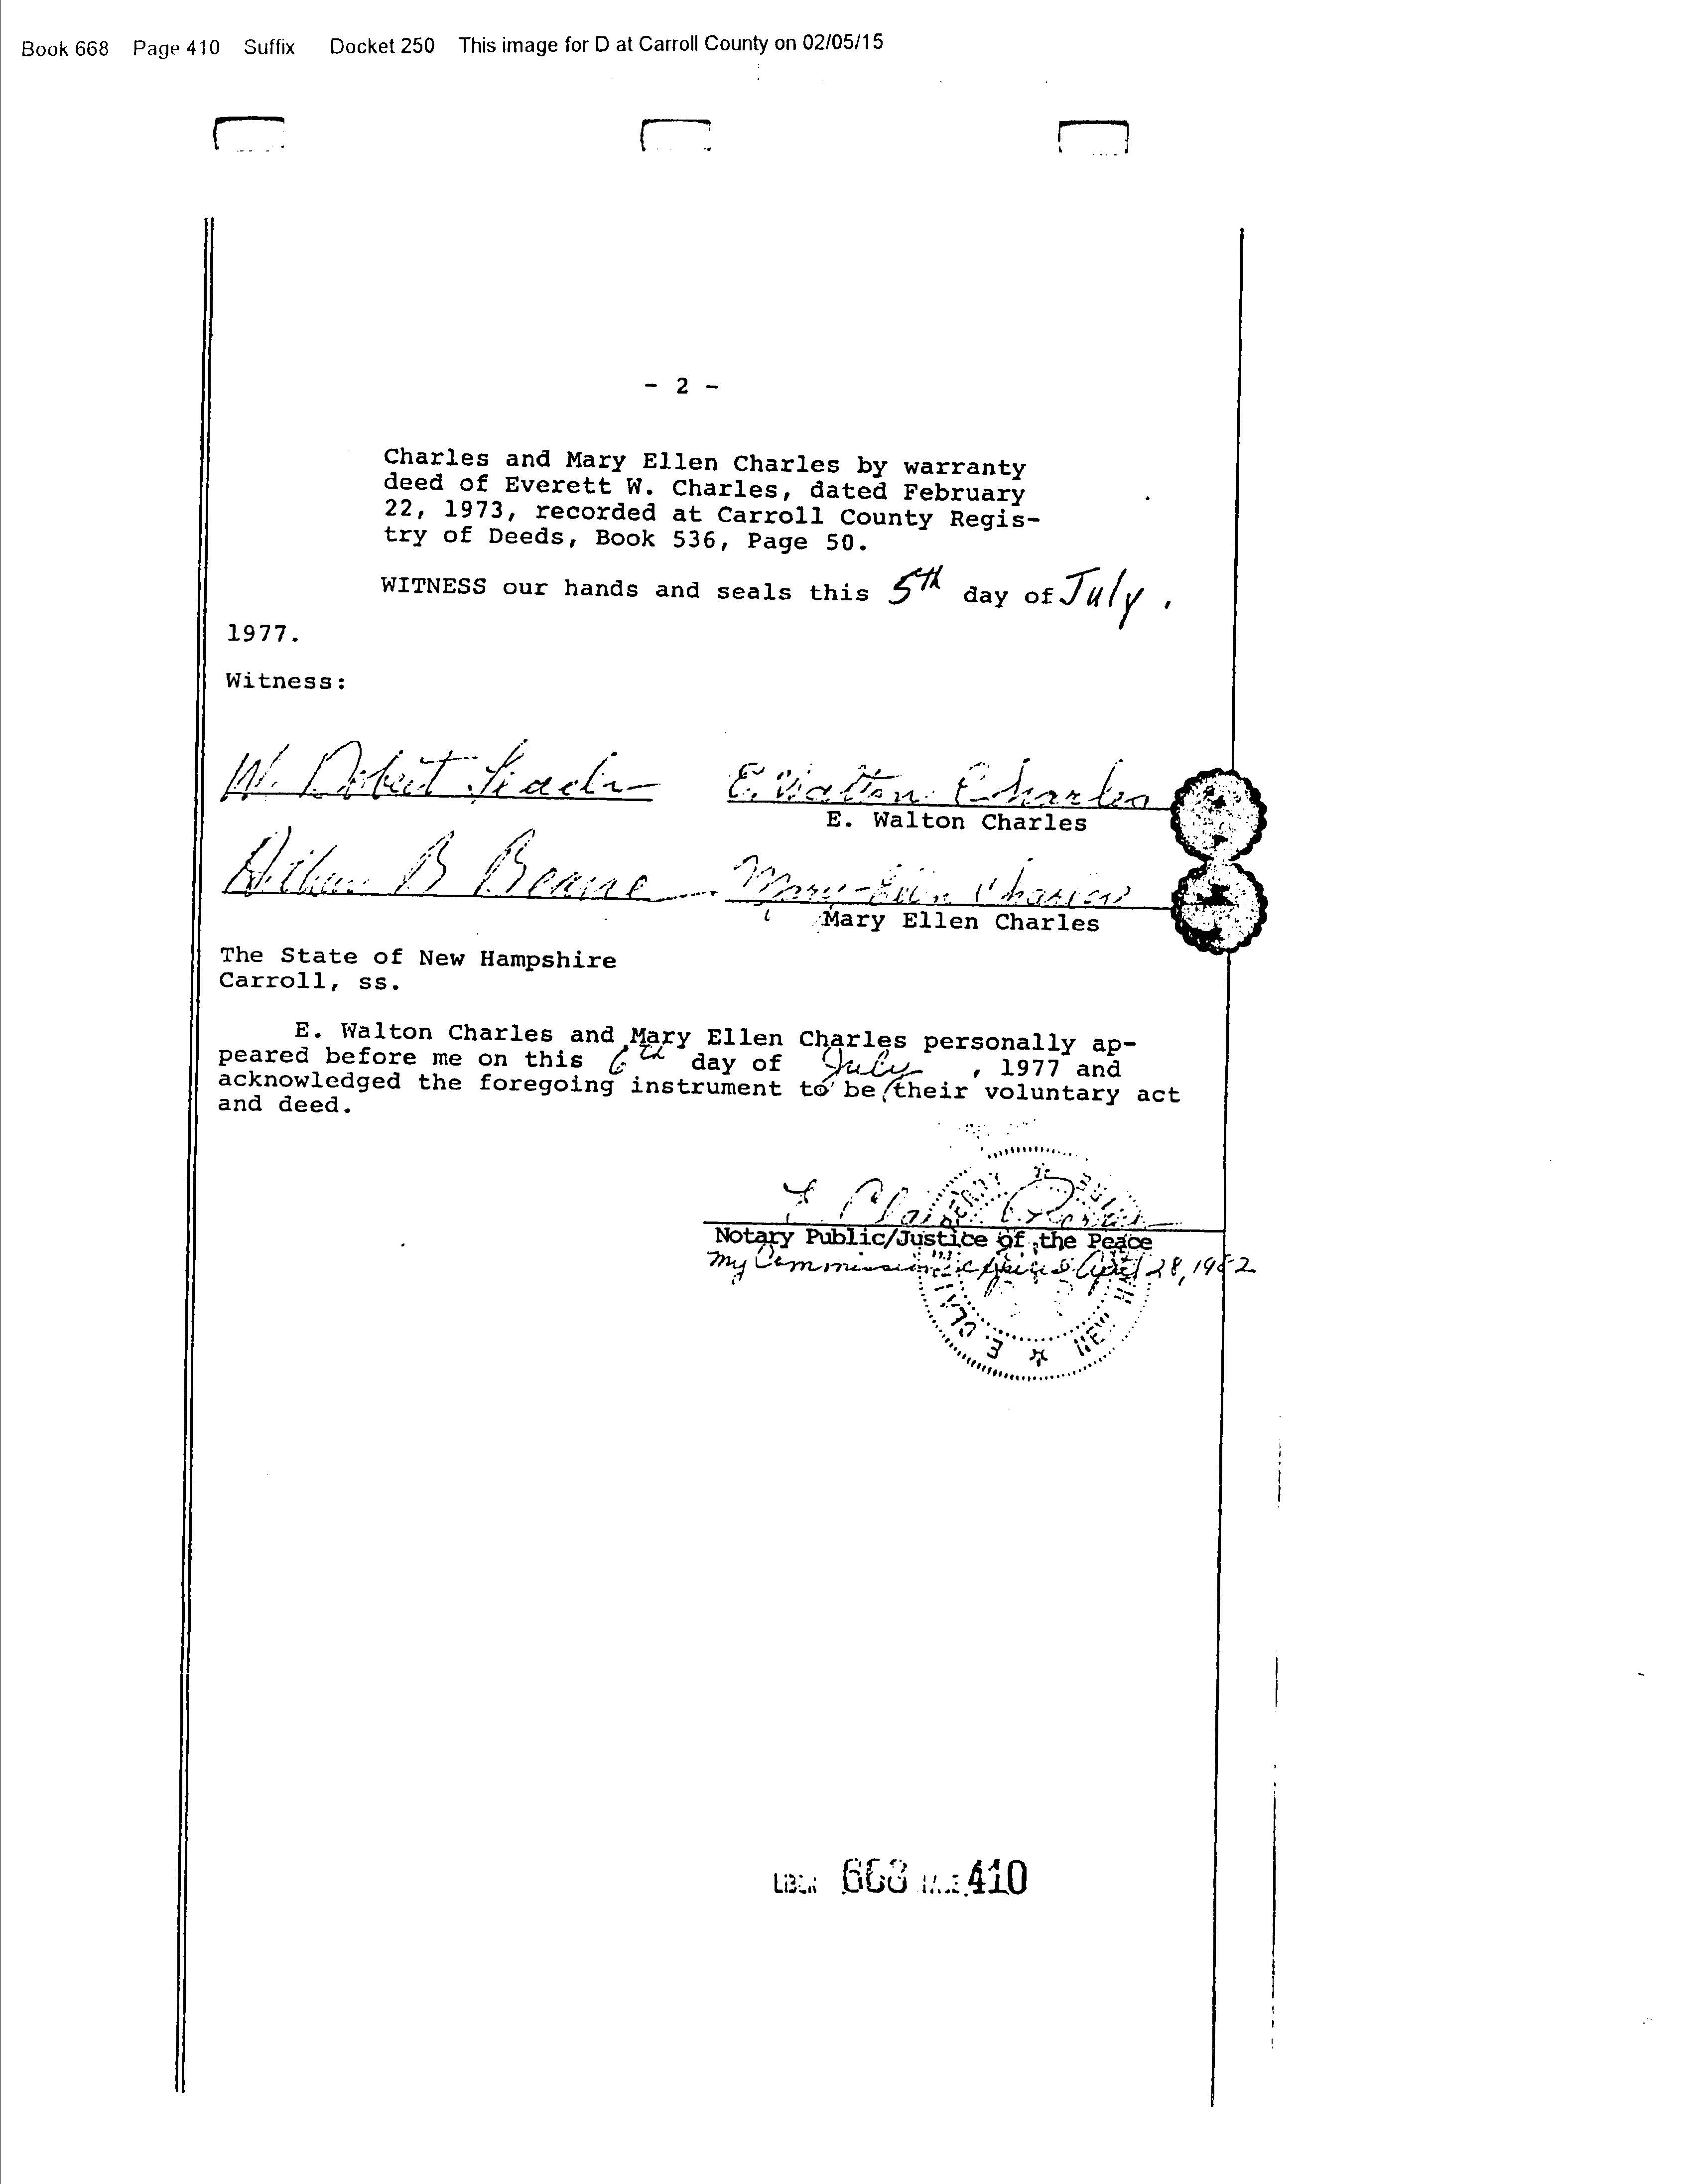 Book 668 Page 410 Suffix Docket 250 This image for D at Carroll County on 02/05/15
- 2 -
Charles and Mary Ellen Charles by warranty
deed of Everett W. Charles, dated February
22, 1973, recorded at Carroll County Regis-
try of Deeds, Book 536, Page 50.
WITNESS our hands and seals this 5th day of July,
1977.
Witness:
W. Robert E. Walton Charles
E. Walton Charles
B Beane Mary Ellen Charles
Mary Ellen Charles
The State of New Hampshire
Carroll, ss.
E. Walton Charles and Mary Ellen Charles personally ap-
peared before me on this 6th day of July, 1977 and
acknowledged the foregoing instrument to be their voluntary act
and deed.
Notary Public/Justice of the Peace
My Commission expires April 28, 1982
LIBER 668 PAGE 410